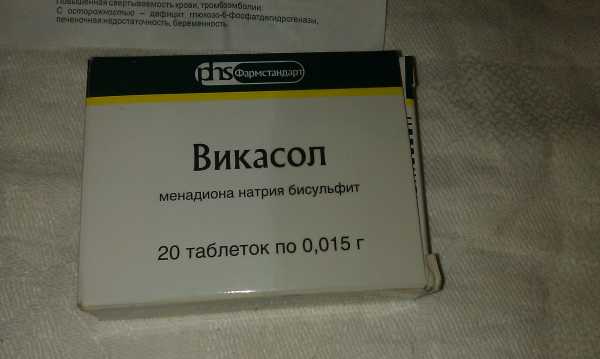 Повышенная свертываемость крови, тромбоэмболии.
С осторожностью – дефицит глюкозо-6-фосфатдегидрогеназы,
печеночная недостаточность, беременность.
phs Фармстандарт
Викасол
менадиона натрия бисульфит
20 таблеток по 0,015 г